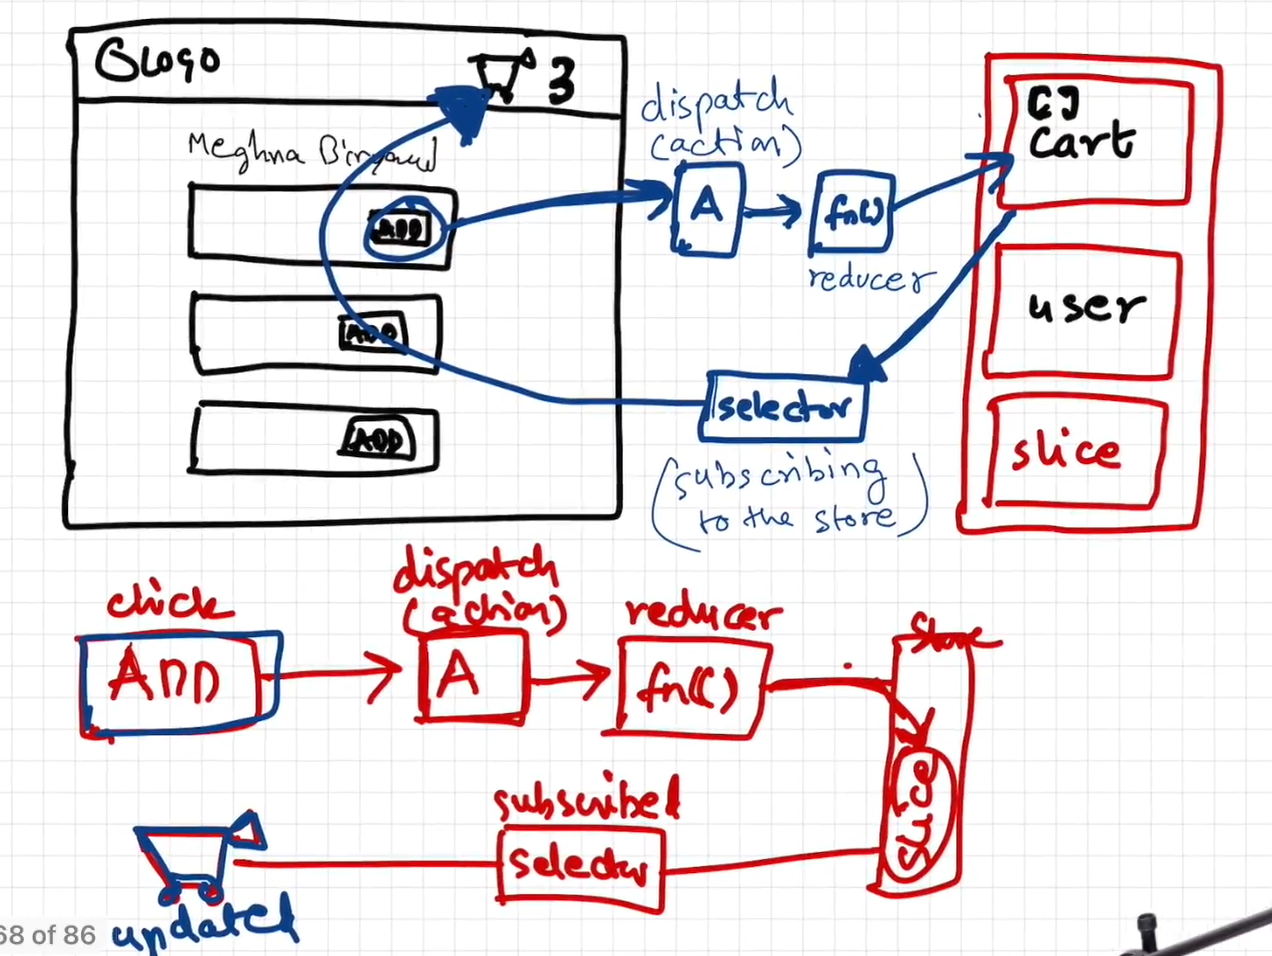 Logo
3
Meghna Biryani
ADD
ADD
ADD
dispatch
(action)
A
fn()
reducer
[]
cart
user
slice
selector
(subscribing
to the store)
click
ADD
dispatch
(action)
A
reducer
fn()
Store
slice
subscribed
selector
updated
68 of 86